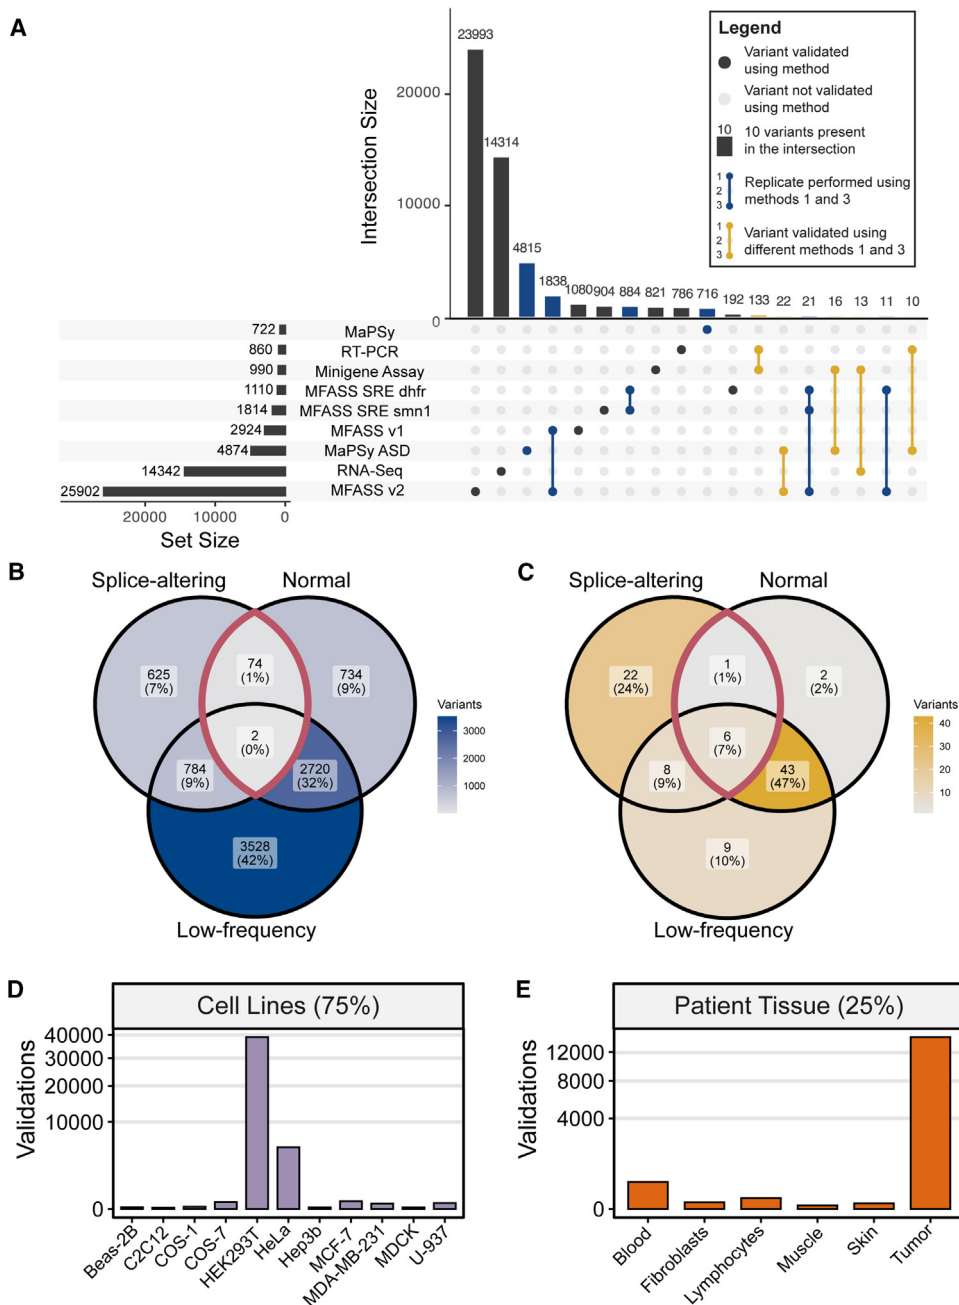 A
Intersection Size
20000
10000
0
23993
14314
4815
1838
1080
904
884
821
786
716
192
133
22
21
16
13
11
10
Legend
Variant validated
using method
Variant not validated
using method
10
10 variants present
in the intersection
1
2
3
Replicate performed using
methods 1 and 3
1
2
3
Variant validated using
different methods 1 and 3
722 MaPSy
860 RT-PCR
990 Minigene Assay
1110 MFASS SRE dhfr
1814 MFASS SRE smn1
2924 MFASS v1
4874 MaPSy ASD
14342 RNA-Seq
25902 MFASS v2
20000 10000 0
Set Size
B
Splice-altering Normal
625
(7%)
74
(1%)
734
(9%)
2
(0%)
784
(9%)
2720
(32%)
3528
(42%)
Low-frequency
Variants
3000
2000
1000
C
Splice-altering Normal
22
(24%)
1
(1%)
2
(2%)
6
(7%)
8
(9%)
43
(47%)
9
(10%)
Low-frequency
Variants
40
30
20
10
D
Cell Lines (75%)
Validations
40000
30000
20000
10000
0
Beas-2B
C2C12
COS-1
COS-7
HEK293T
HeLa
Hep3b
MCF-7
MDA-MB-231
MDCK
U-937
E
Patient Tissue (25%)
Validations
12000
8000
4000
0
Blood
Fibroblasts
Lymphocytes
Muscle
Skin
Tumor